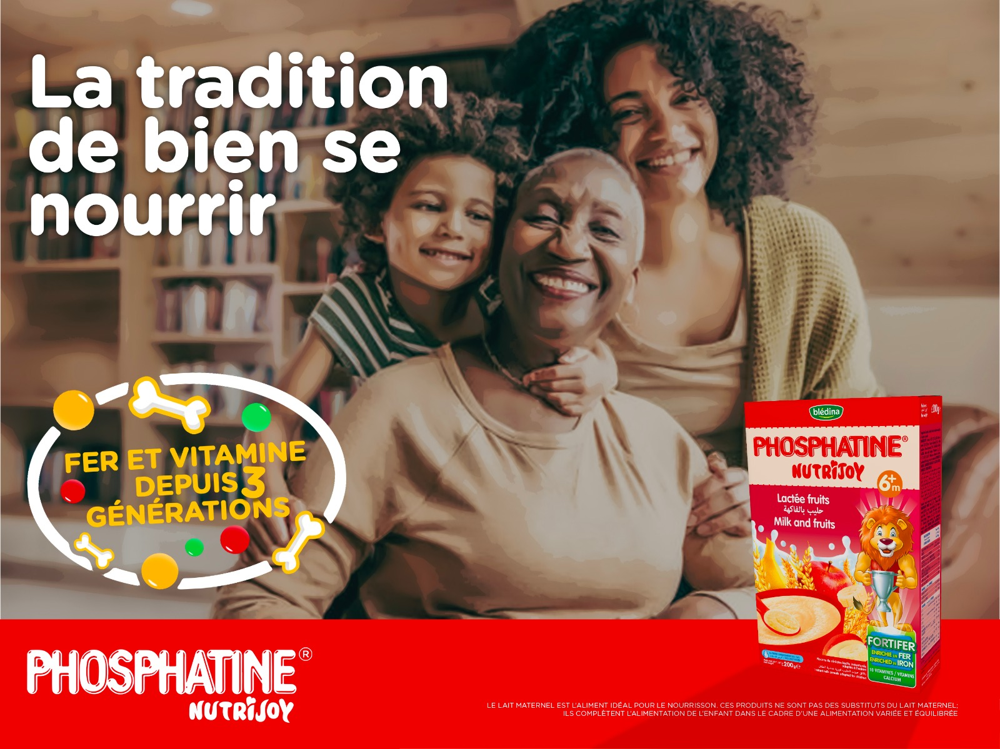 La tradition
de bien se
nourrir
FER ET VITAMINE
DEPUIS 3
GÉNÉRATIONS
blédina
PHOSPHATINE®
NUTRIJOY
6+
m
Lactée fruits
حليب بالفاكهة
Milk and fruits
FORTIFER
ENRICHIE EN FER
ENRICHED IN IRON
10 VITAMINES / VITAMINS
CALCIUM
200g e
PHOSPHATINE®
NUTRIJOY
LE LAIT MATERNEL EST L'ALIMENT IDÉAL POUR LE NOURRISSON. CES PRODUITS NE SONT PAS DES SUBSTITUTS DU LAIT MATERNEL;
ILS COMPLÈTENT L'ALIMENTATION DE L'ENFANT DANS LE CADRE D'UNE ALIMENTATION VARIÉE ET ÉQUILIBRÉE